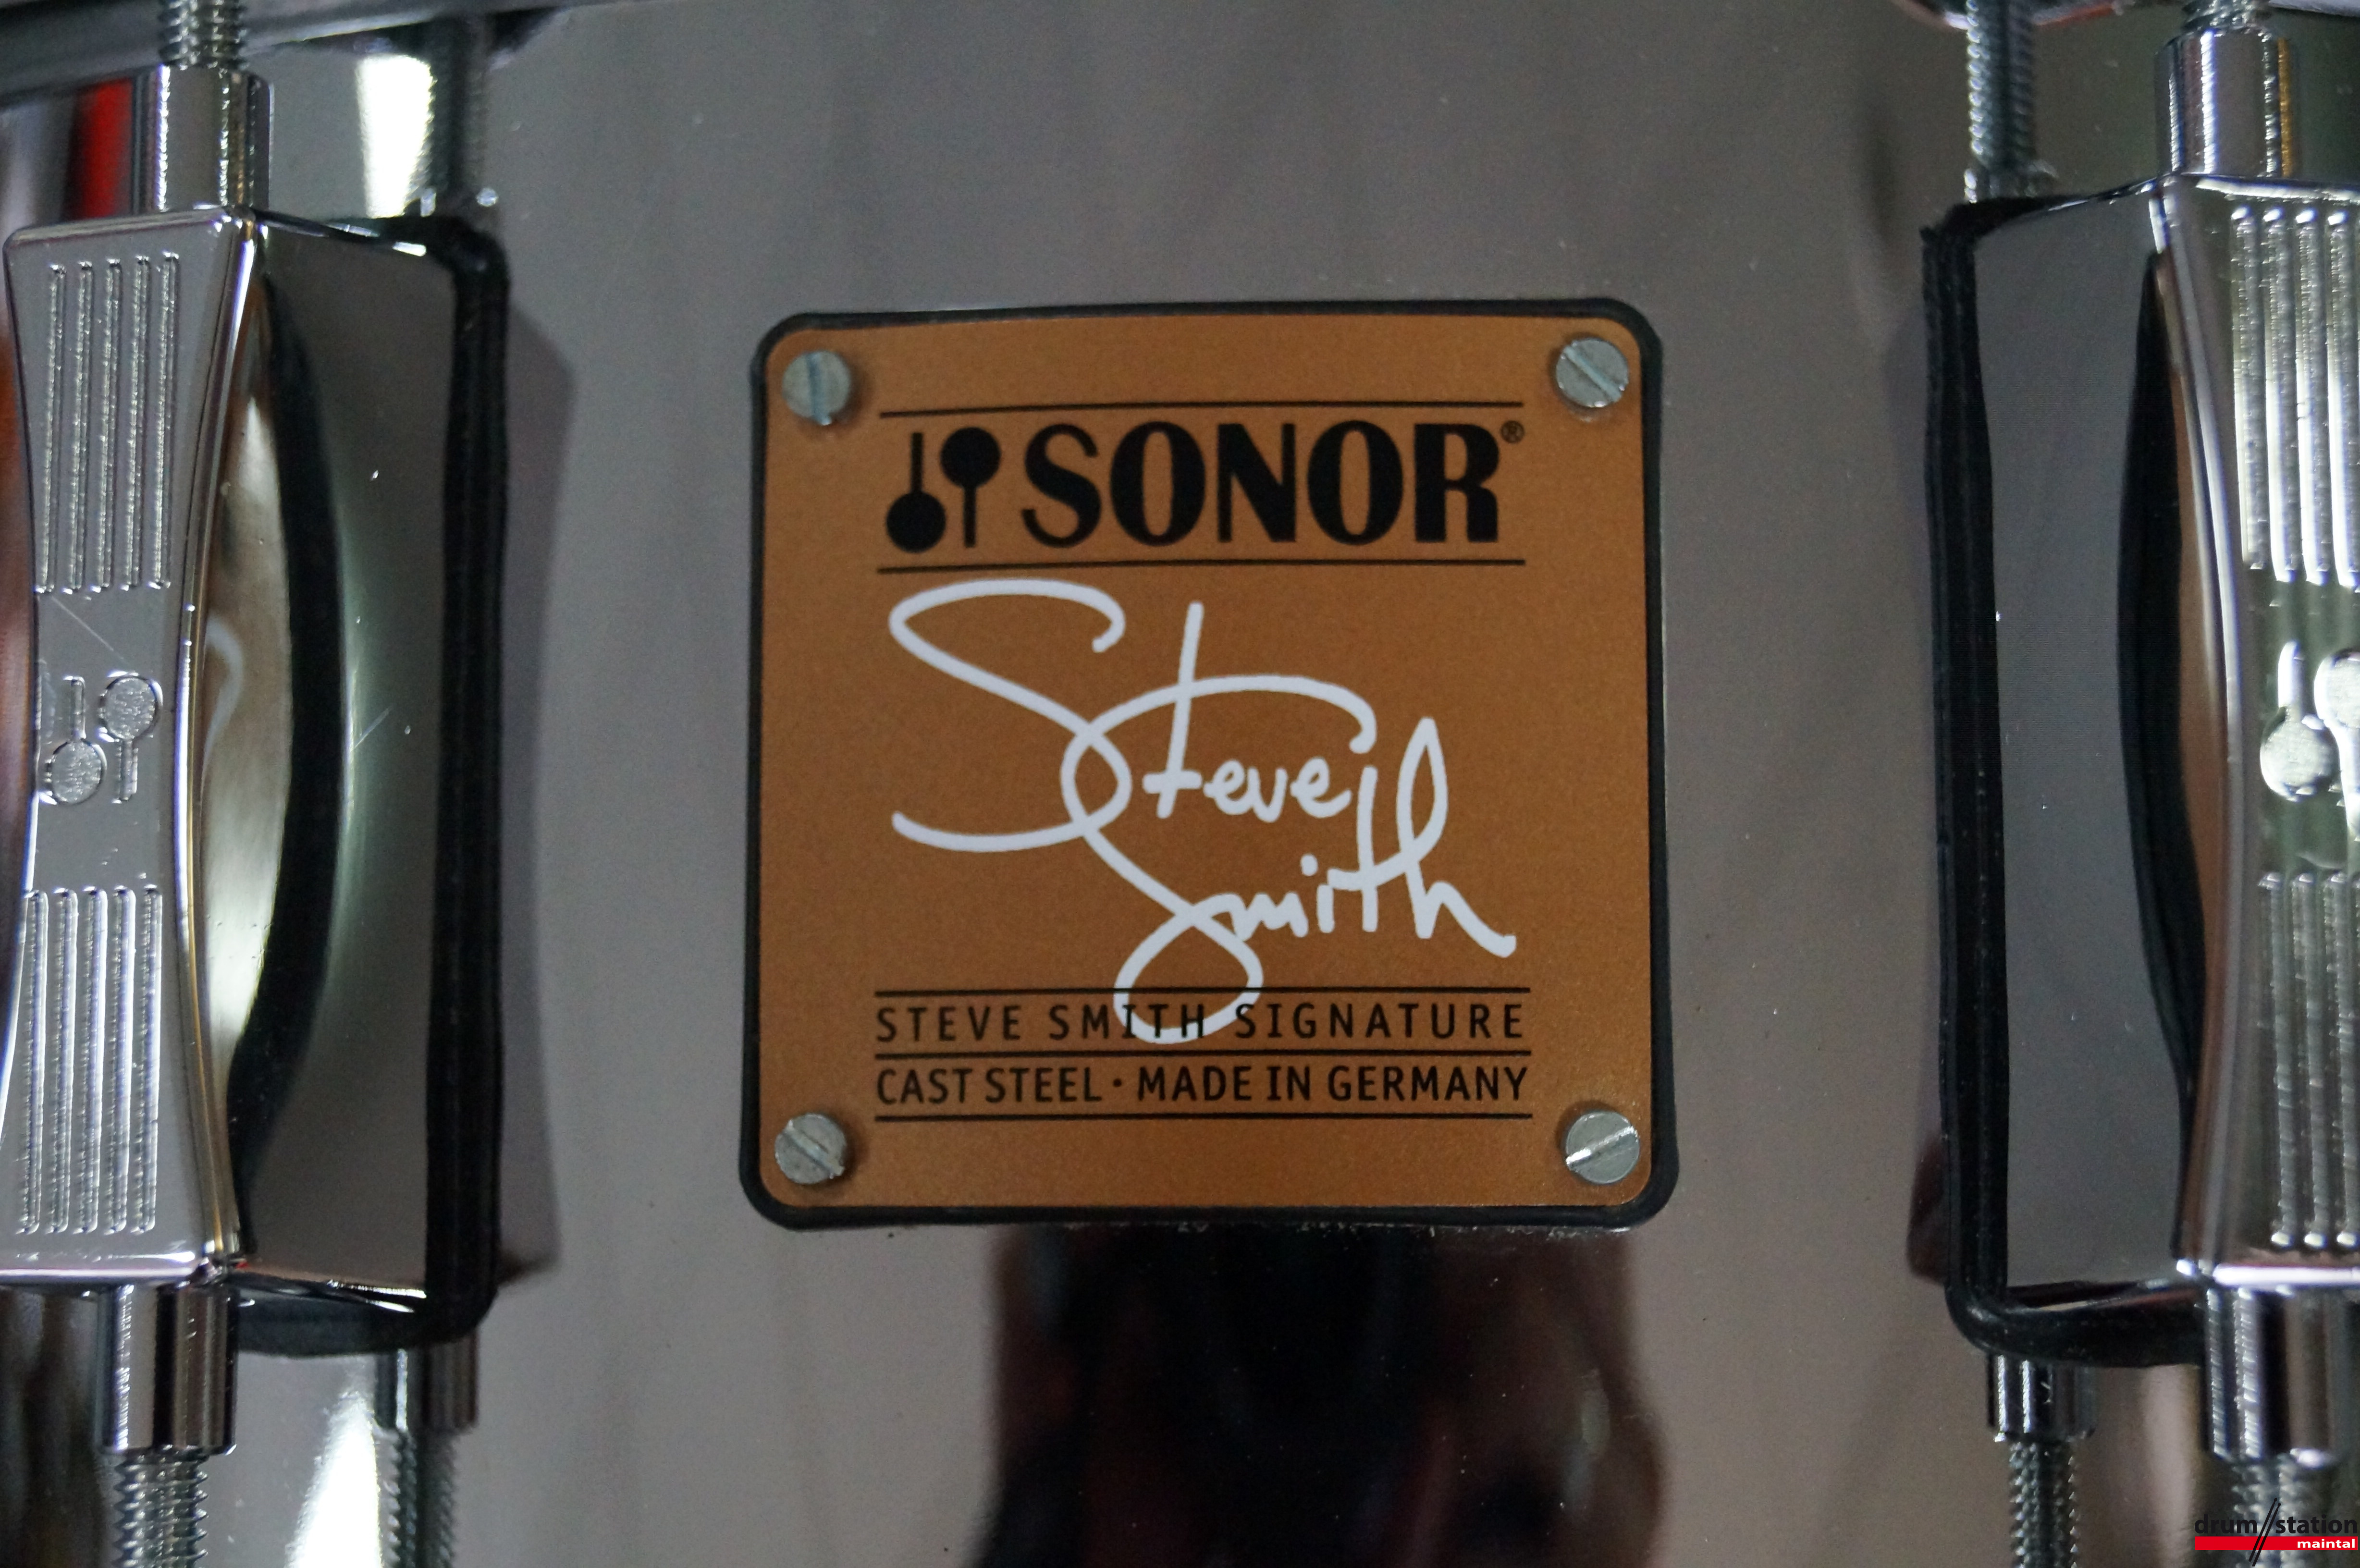 SONOR®
Steve
Smith
STEVE SMITH SIGNATURE
CAST STEEL · MADE IN GERMANY
drum//station
maintal